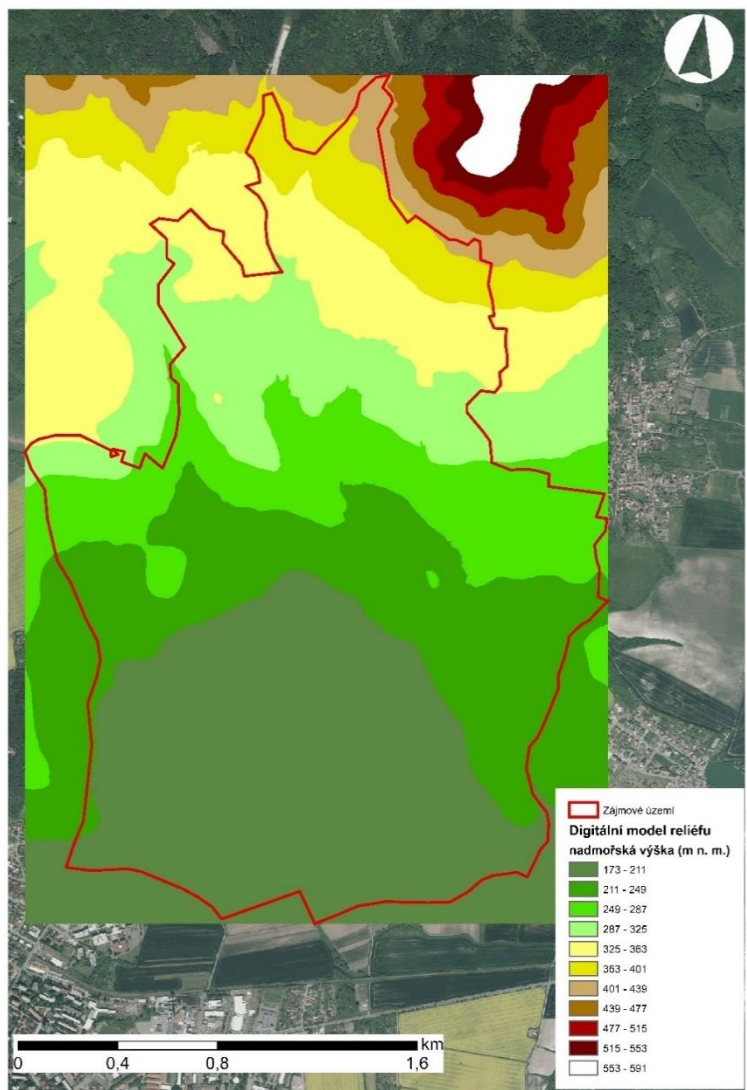 Zájmové území
Digitální model reliéfu
nadmořská výška (m n. m.)
173 - 211
211 - 249
249 - 287
287 - 325
325 - 363
363 - 401
401 - 439
439 - 477
477 - 515
515 - 553
553 - 591
km
0 0,4 0,8 1,6